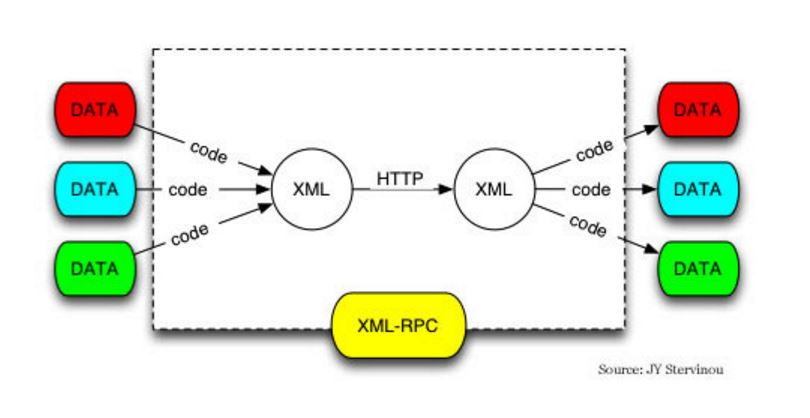 DATA
code
DATA
code
DATA
code
XML
HTTP
XML
code
DATA
code
DATA
code
DATA
XML-RPC
Source: JY Stervinou